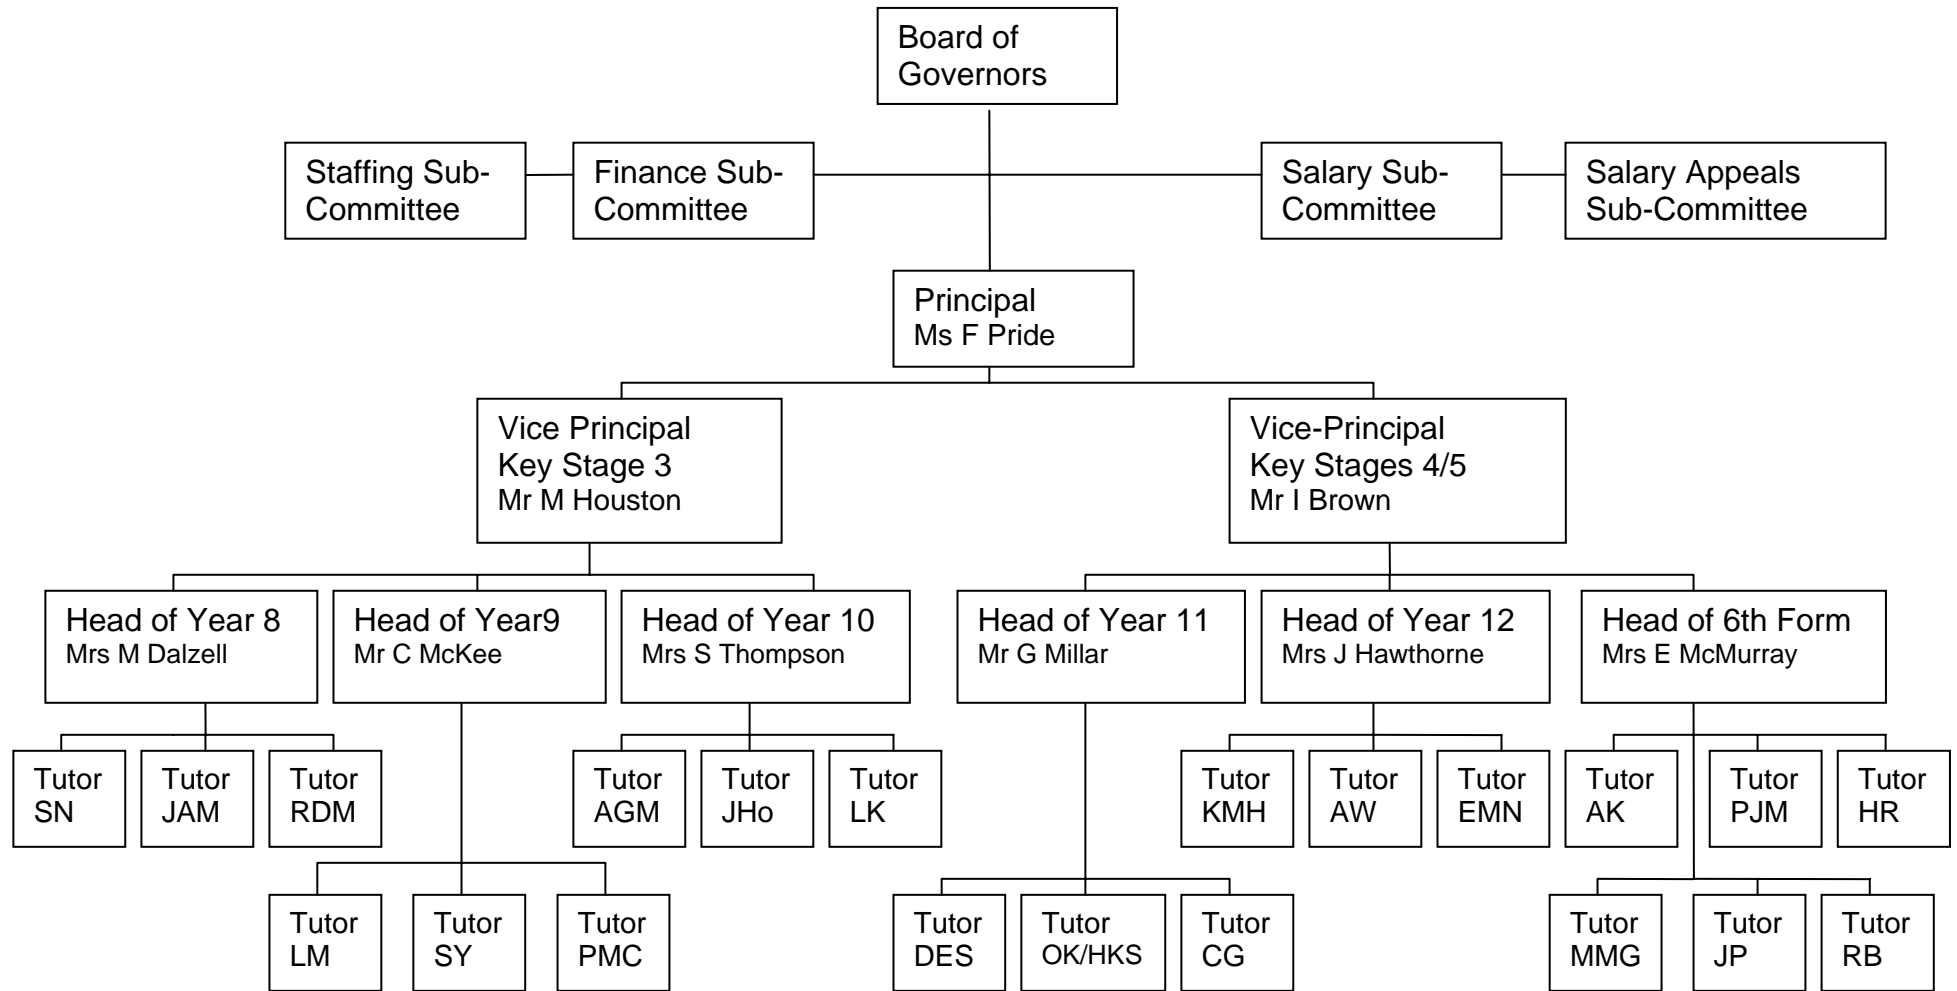 Board of
Governors
Staffing Sub-
Committee
Finance Sub-
Committee
Salary Sub-
Committee
Salary Appeals
Sub-Committee
Principal
Ms F Pride
Vice Principal
Key Stage 3
Mr M Houston
Vice-Principal
Key Stages 4/5
Mr I Brown
Head of Year 8
Mrs M Dalzell
Head of Year9
Mr C McKee
Head of Year 10
Mrs S Thompson
Head of Year 11
Mr G Millar
Head of Year 12
Mrs J Hawthorne
Head of 6th Form
Mrs E McMurray
Tutor
SN
Tutor
JAM
Tutor
RDM
Tutor
AGM
Tutor
JHo
Tutor
LK
Tutor
KMH
Tutor
AW
Tutor
EMN
Tutor
AK
Tutor
PJM
Tutor
HR
Tutor
LM
Tutor
SY
Tutor
PMC
Tutor
DES
Tutor
OK/HKS
Tutor
CG
Tutor
MMG
Tutor
JP
Tutor
RB